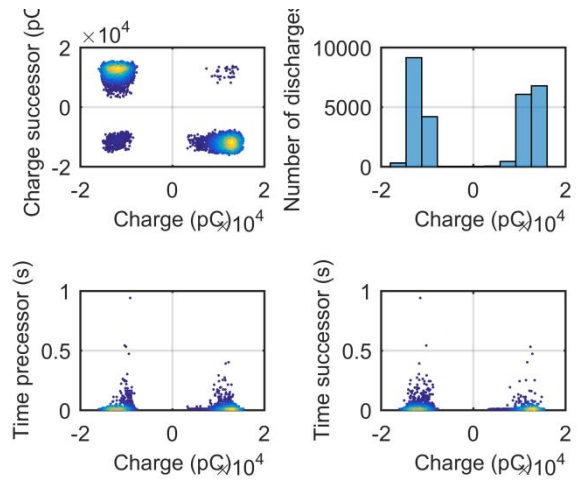 ×10⁴
Charge successor (pC
2
0
-2
-2 0 2
Charge (pC)
×10⁴
Number of discharges
10000
5000
0
-2 0 2
Charge (pC)
×10⁴
Time precessor (s)
1
0.5
0
-2 0 2
Charge (pC)
×10⁴
Time successor (s)
1
0.5
0
-2 0 2
Charge (pC)
×10⁴